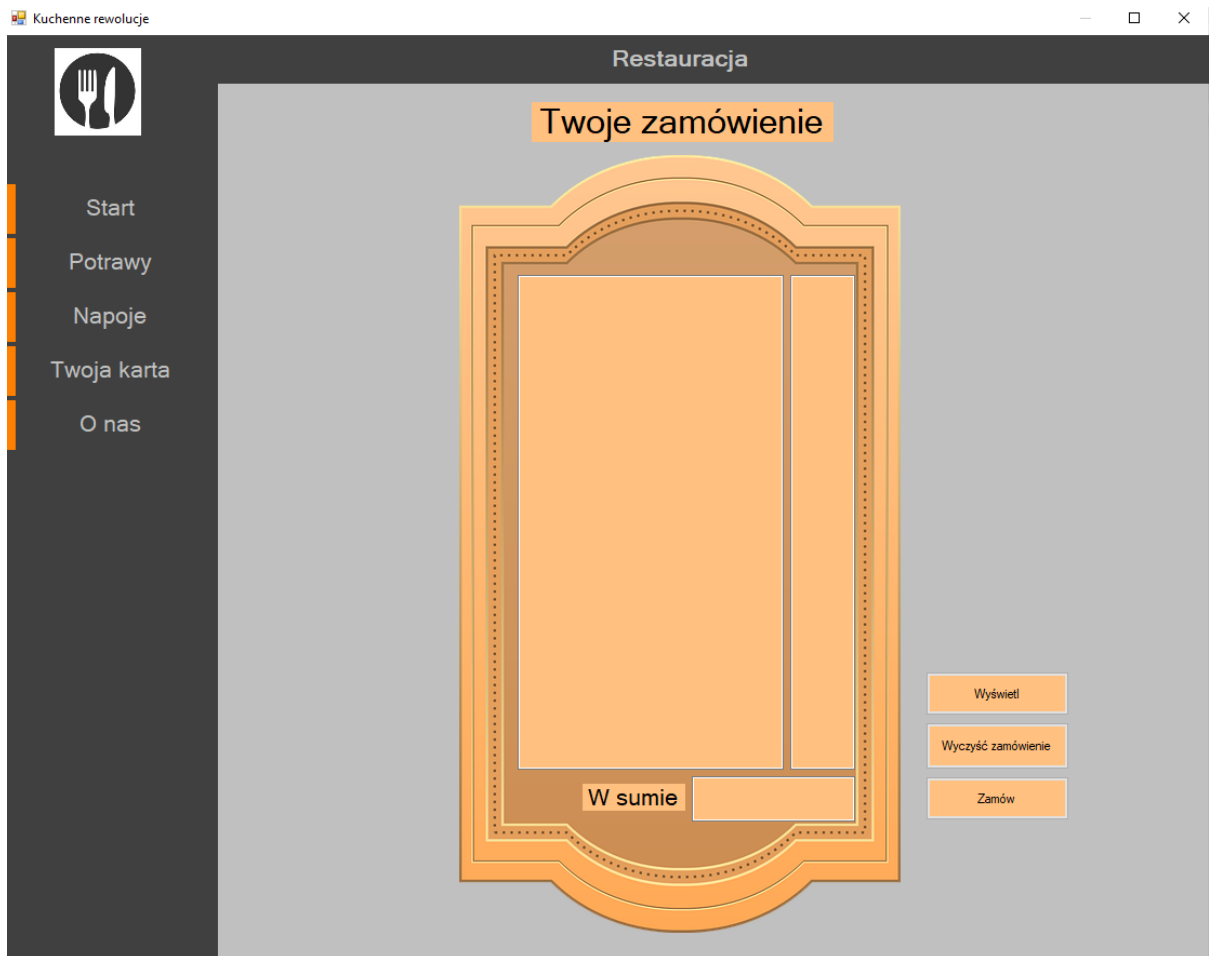 Kuchenne rewolucje
Restauracja
Twoje zamówienie
Start
Potrawy
Napoje
Twoja karta
O nas
Wyświetl
Wyczyść zamówienie
W sumie
Zamów